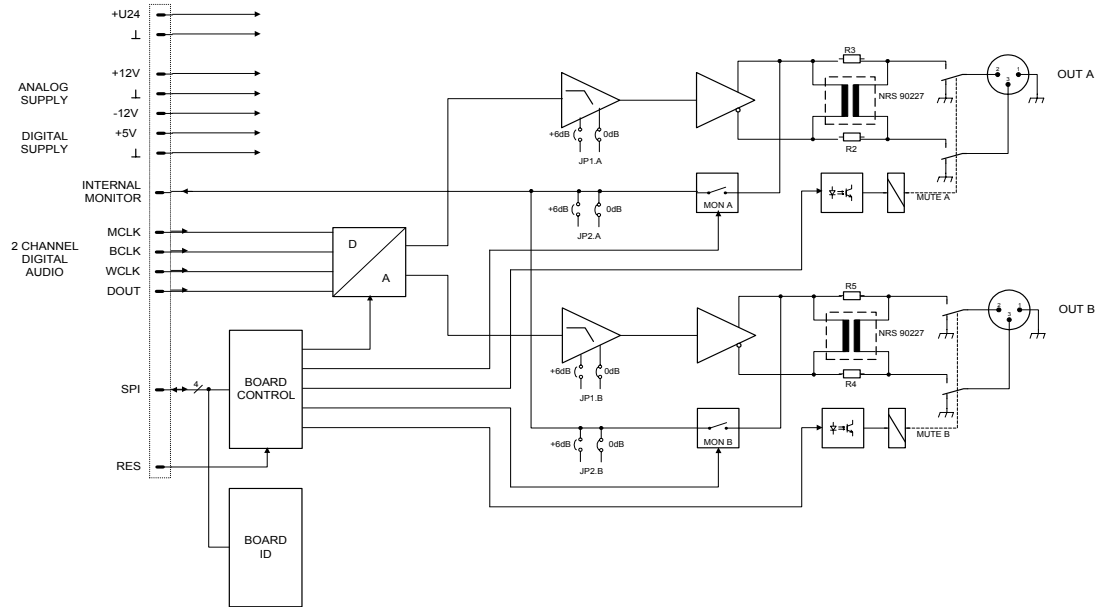 +U24
⊥
+12V
ANALOG
SUPPLY
⊥
-12V
DIGITAL
SUPPLY
+5V
⊥
INTERNAL
MONITOR
2 CHANNEL
DIGITAL
AUDIO
MCLK
BCLK
WCLK
DOUT
SPI
4
RES
BOARD
CONTROL
BOARD
ID
D
A
+6dB
0dB
JP1.A
R3
NRS 90227
R2
2
1
3
OUT A
+6dB
0dB
JP2.A
MON A
MUTE A
+6dB
0dB
JP1.B
R5
NRS 90227
R4
2
1
3
OUT B
+6dB
0dB
JP2.B
MON B
MUTE B